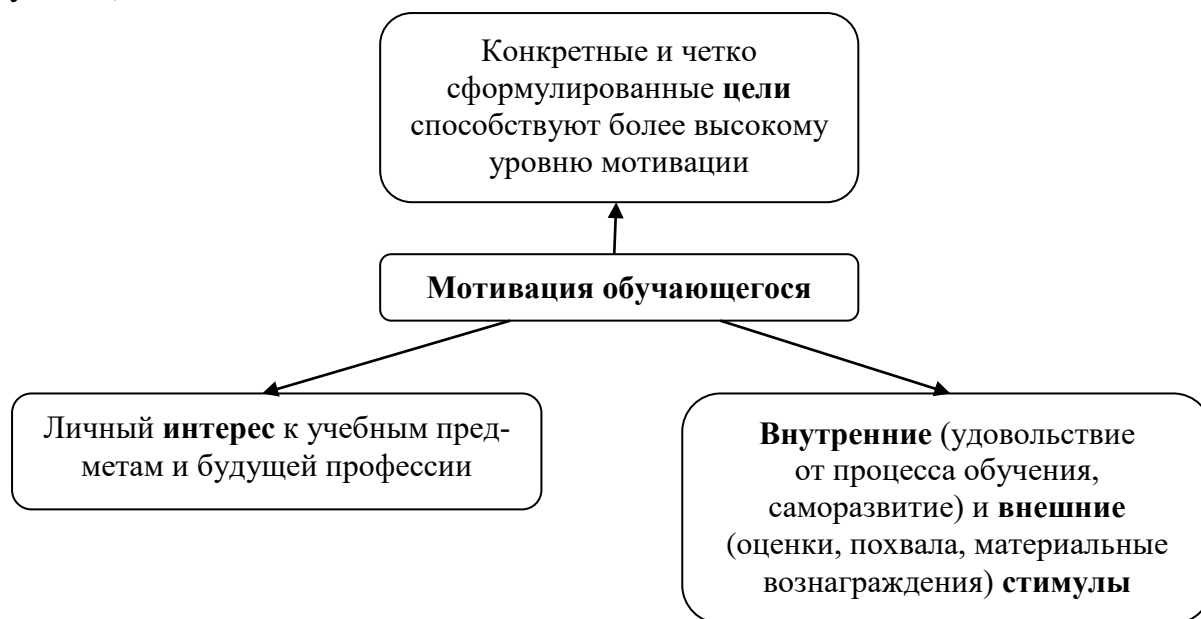 Конкретные и четко
сформулированные цели
способствуют более высокому
уровню мотивации
Мотивация обучающегося
Личный интерес к учебным пред-
метам и будущей профессии
Внутренние (удовольствие
от процесса обучения,
саморазвитие) и внешние
(оценки, похвала, материальные
вознаграждения) стимулы